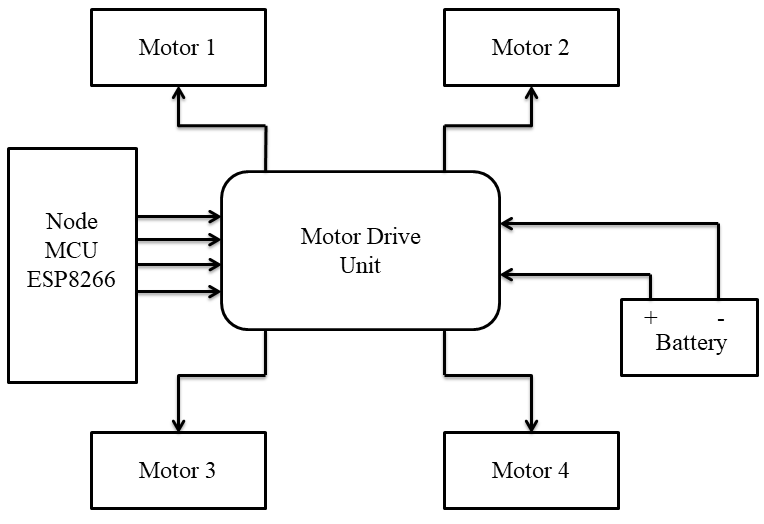 Motor 1
Motor 2
Node
MCU
ESP8266
Motor Drive
Unit
+ -
Battery
Motor 3
Motor 4